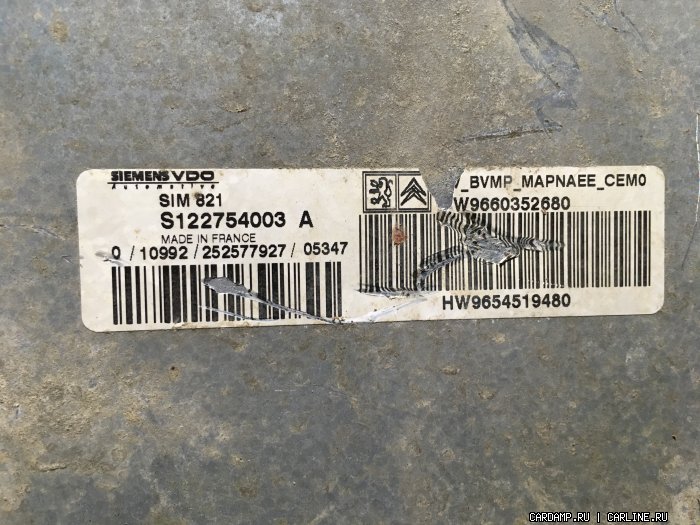 SIEMENS VDO
Automotive
SIM 821
S122754003 A
MADE IN FRANCE
0 / 10992 / 252577927 / 05347
_BVMP_MAPNAEE_CEM0
W9660352680
HW9654519480
CARDAMP.RU | CARLINE.RU